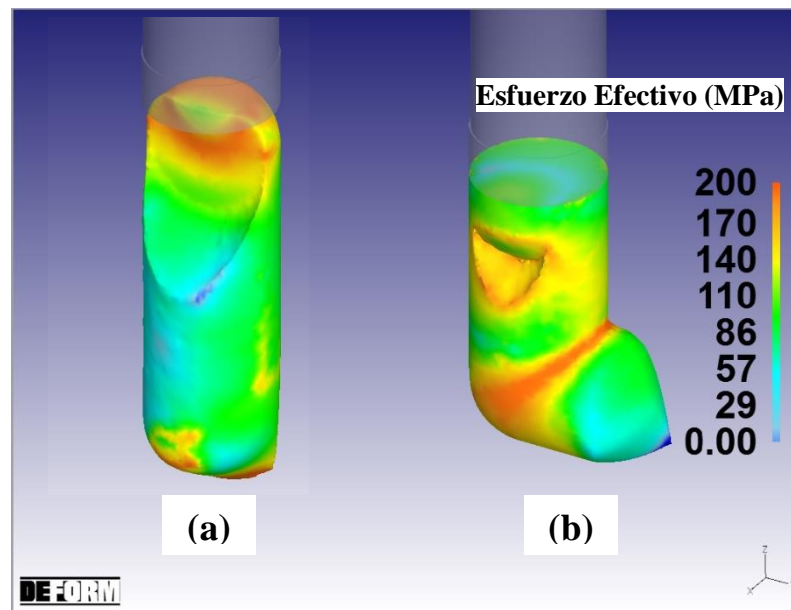 Esfuerzo Efectivo (MPa)
200
170
140
110
86
57
29
0.00
(a)
(b)
DEFORM
Z
X